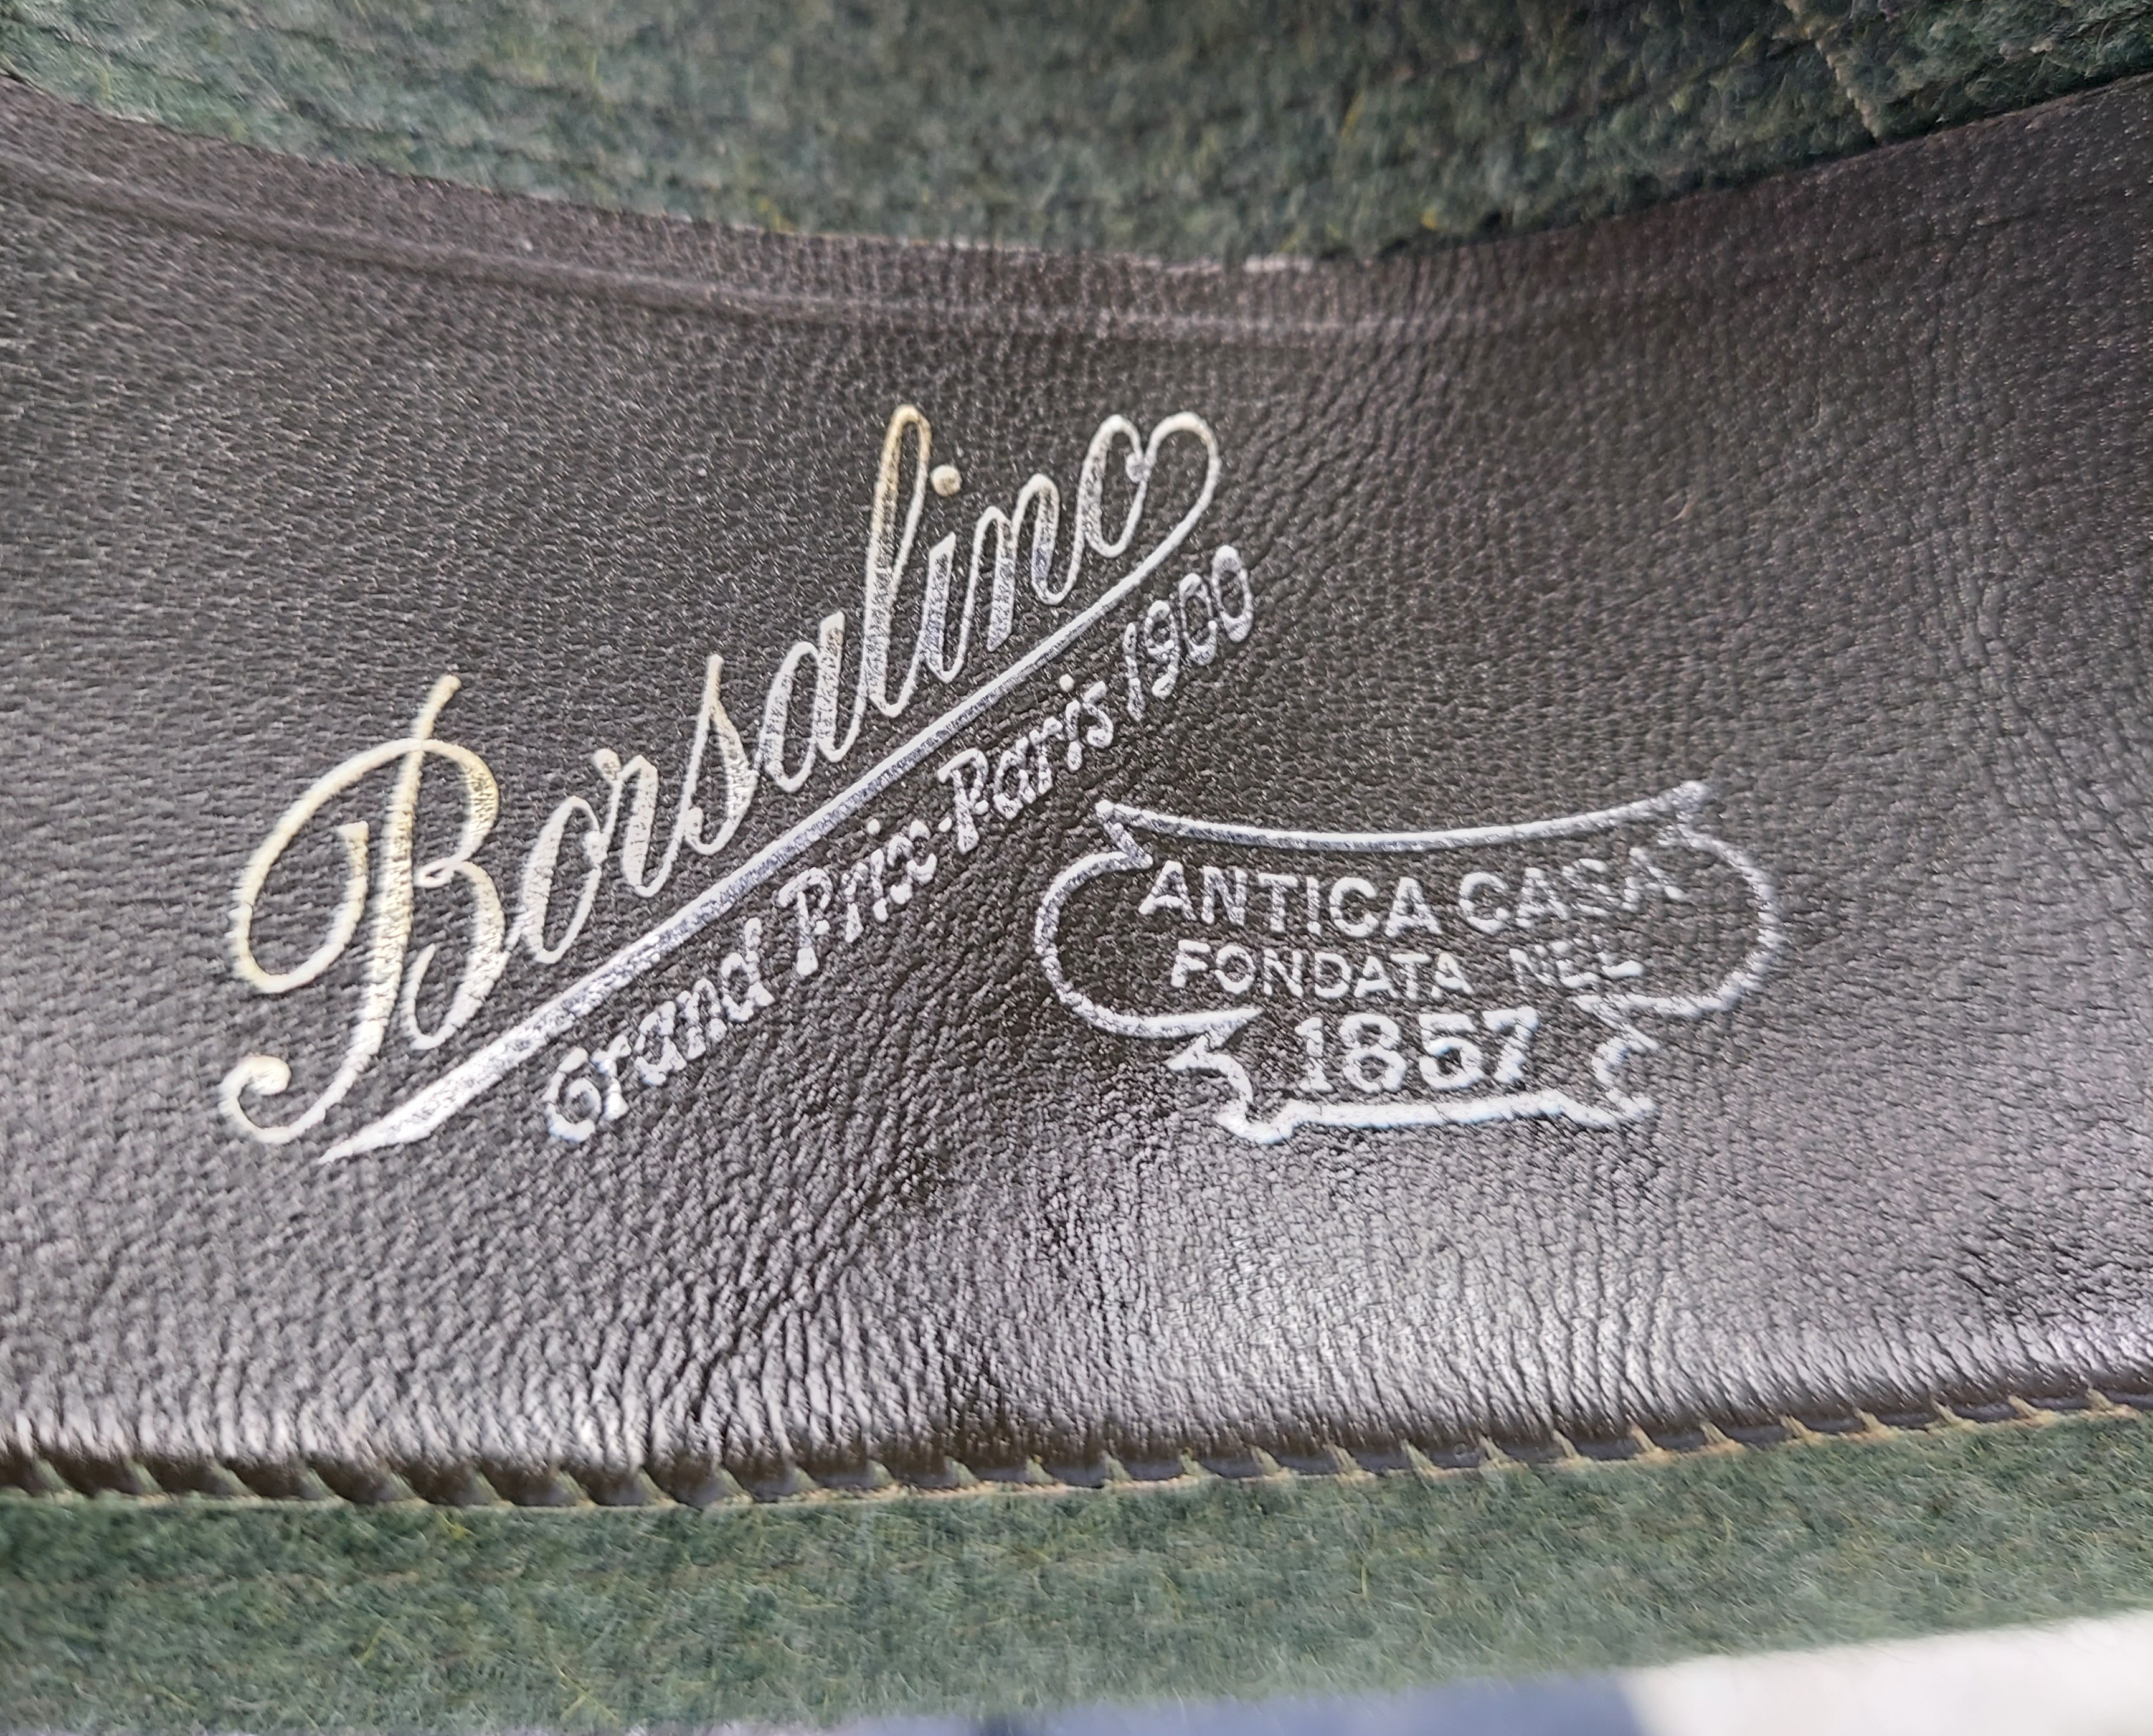 Borsalino
Grand Prix-Paris 1900
ANTICA CASA
FONDATA NEL
1857